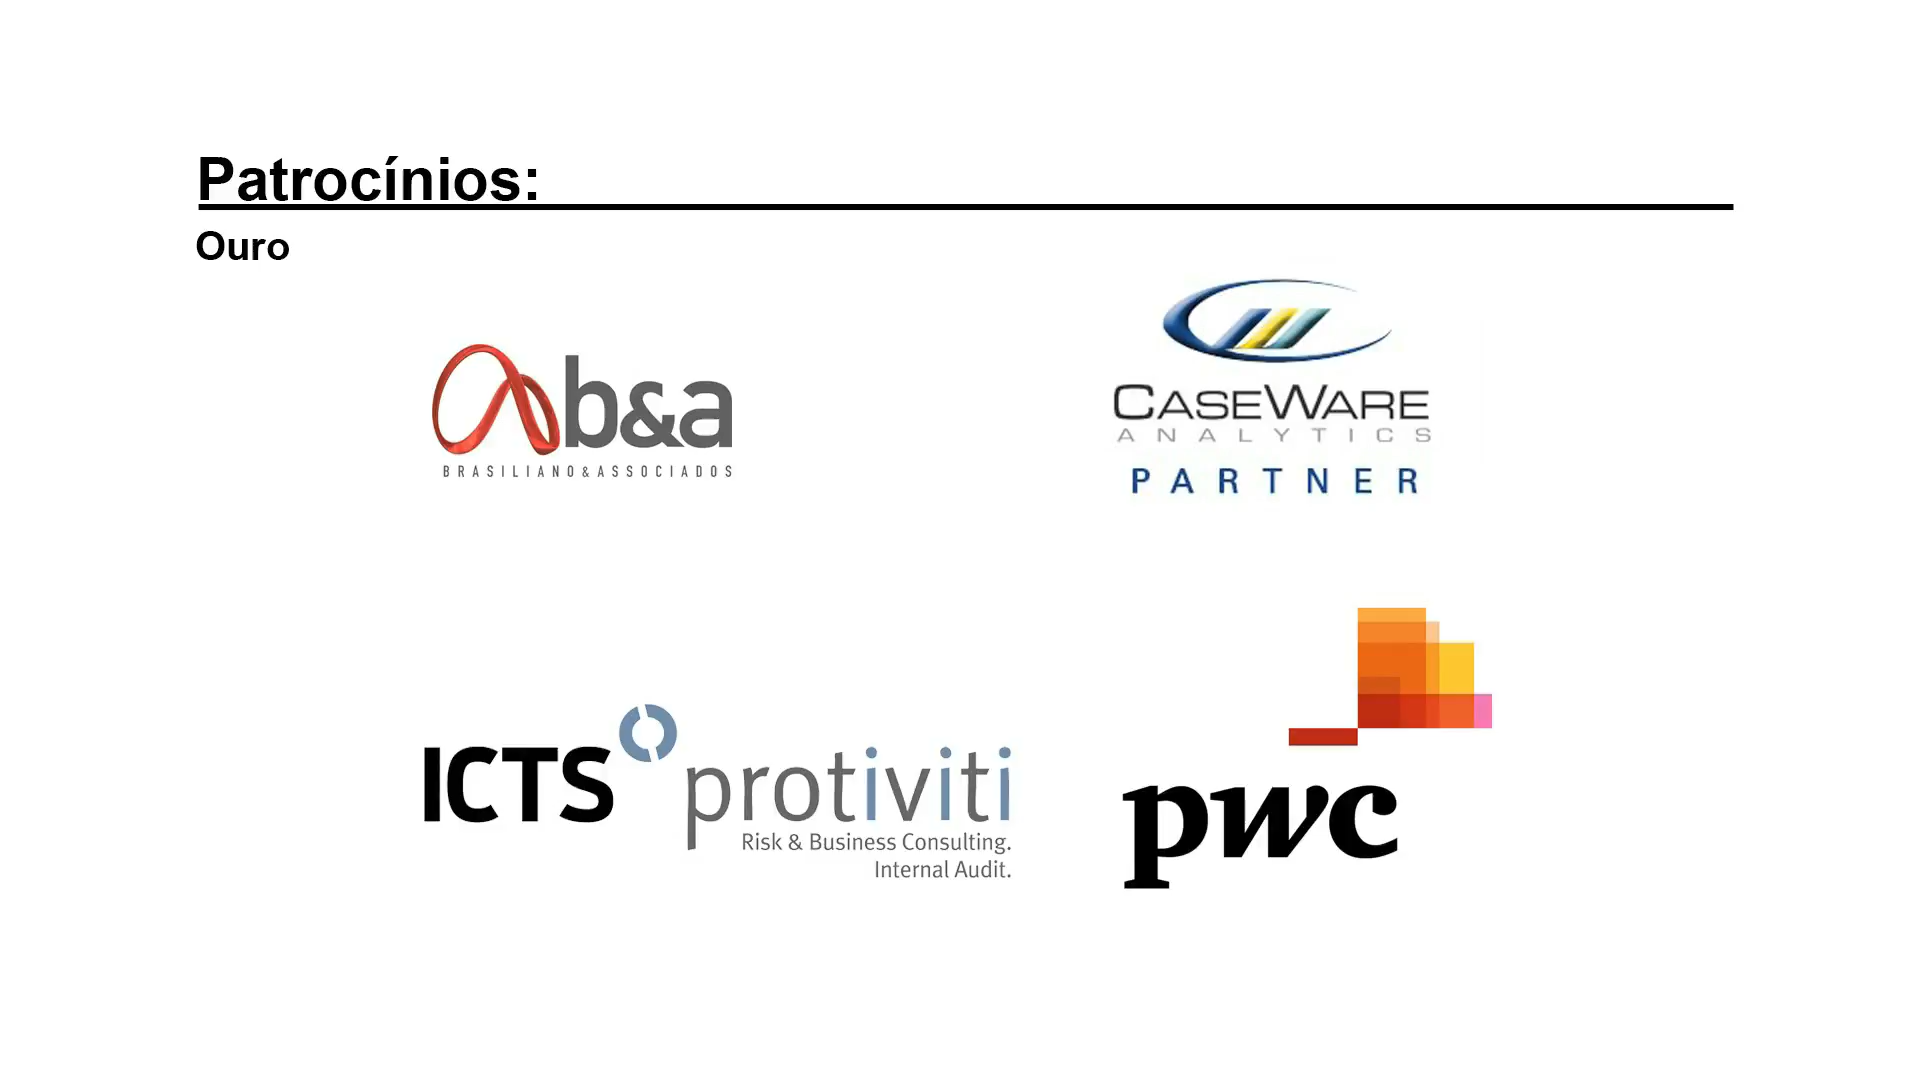 Patrocínios:
Ouro
b&a
BRASILIANO&ASSOCIADOS
CASEWARE
ANALYTICS
PARTNER
ICTS protiviti
Risk & Business Consulting.
Internal Audit.
pwc